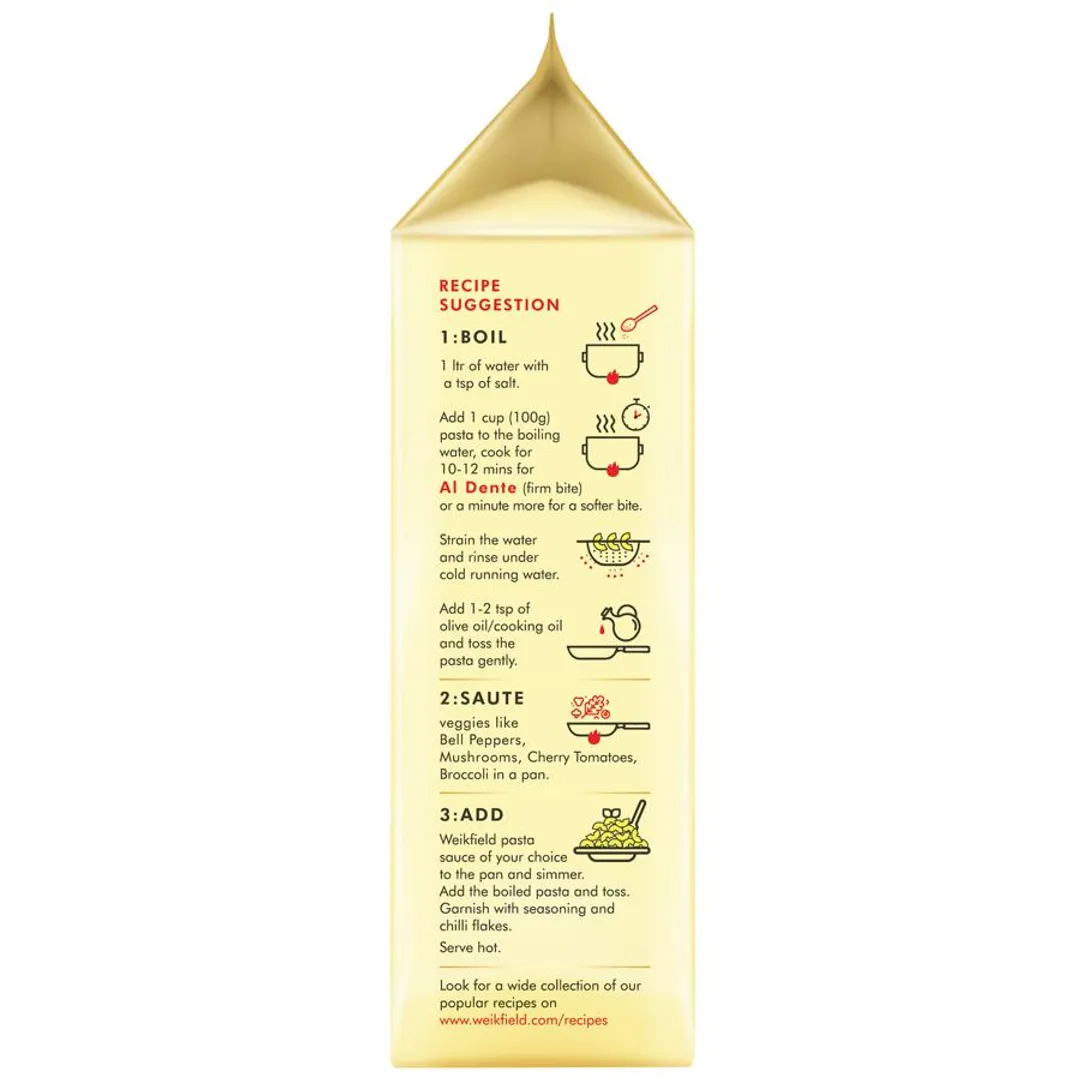 RECIPE
SUGGESTION
1:BOIL
1 ltr of water with
a tsp of salt.
Add 1 cup (100g)
pasta to the boiling
water, cook for
10-12 mins for
Al Dente (firm bite)
or a minute more for a softer bite.
Strain the water
and rinse under
cold running water.
Add 1-2 tsp of
olive oil/cooking oil
and toss the
pasta gently.
2:SAUTE
veggies like
Bell Peppers,
Mushrooms, Cherry Tomatoes,
Broccoli in a pan.
3:ADD
Weikfield pasta
sauce of your choice
to the pan and simmer.
Add the boiled pasta and toss.
Garnish with seasoning and
chilli flakes.
Serve hot.
Look for a wide collection of our
popular recipes on
www.weikfield.com/recipes